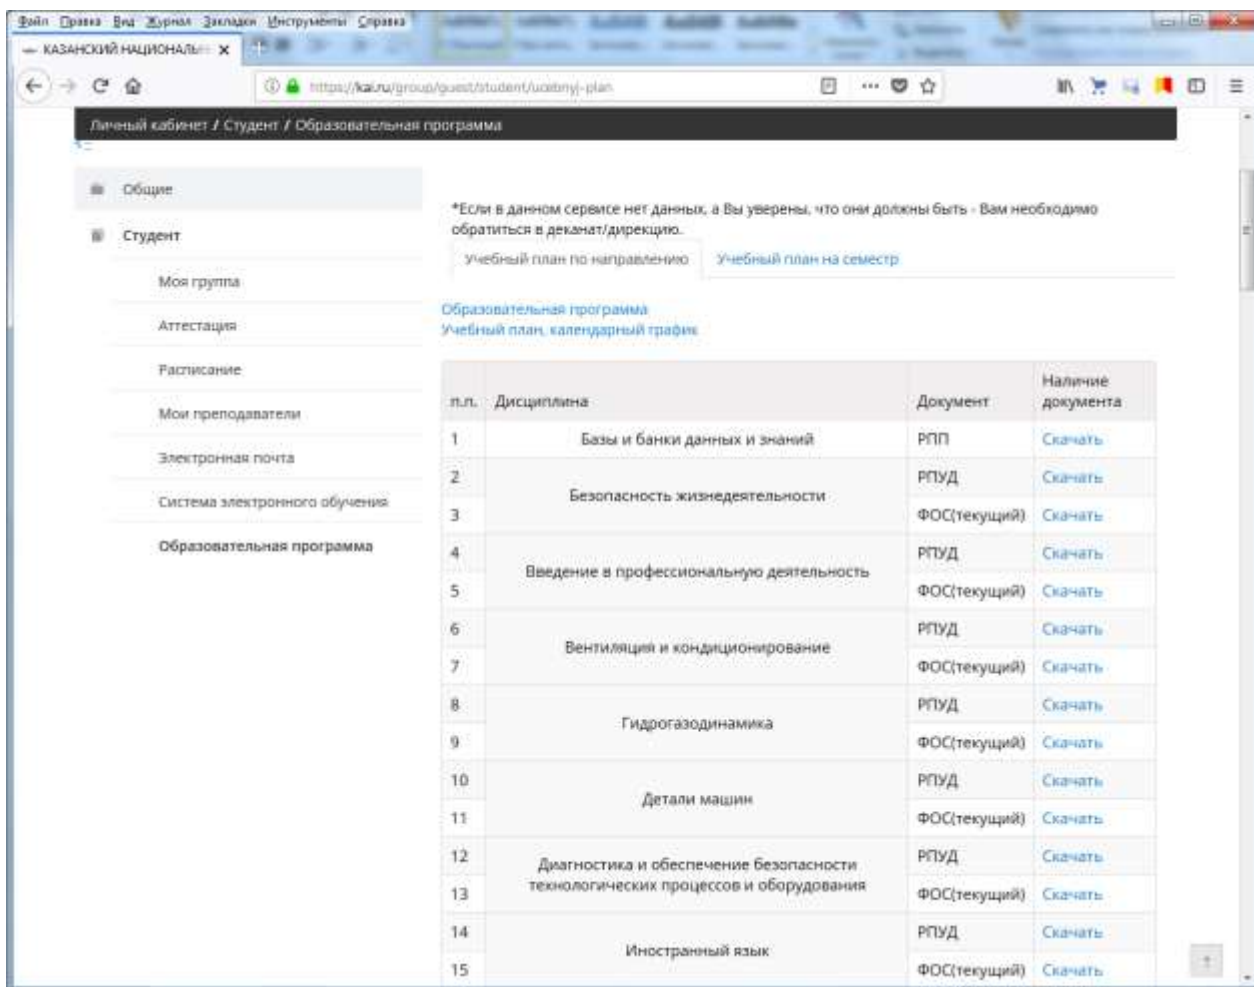 Файл Правка Вид Журнал Закладки Инструменты Справка
КАЗАНСКИЙ НАЦИОНАЛЬН
https://kai.ru/group/guest/student/ucebnyj-plan
Личный кабинет / Студент / Образовательная программа
Общие
Студент
Моя группа
Аттестация
Расписание
Мои преподаватели
Электронная почта
Система электронного обучения
Образовательная программа
*Если в данном сервисе нет данных, а Вы уверены, что они должны быть - Вам необходимо
обратиться в деканат/дирекцию.
Учебный план по направлению Учебный план на семестр
Образовательная программа
Учебный план, календарный график
п.п. Дисциплина Документ Наличие
документа
1 Базы и банки данных и знаний РПП Скачать
2 РПУД Скачать
Безопасность жизнедеятельности
3 ФОС(текущий) Скачать
4 РПУД Скачать
Введение в профессиональную деятельность
5 ФОС(текущий) Скачать
6 РПУД Скачать
Вентиляция и кондиционирование
7 ФОС(текущий) Скачать
8 РПУД Скачать
Гидрогазодинамика
9 ФОС(текущий) Скачать
10 РПУД Скачать
Детали машин
11 ФОС(текущий) Скачать
12 РПУД Скачать
Диагностика и обеспечение безопасности
технологических процессов и оборудования
13 ФОС(текущий) Скачать
14 РПУД Скачать
Иностранный язык
15 ФОС(текущий) Скачать